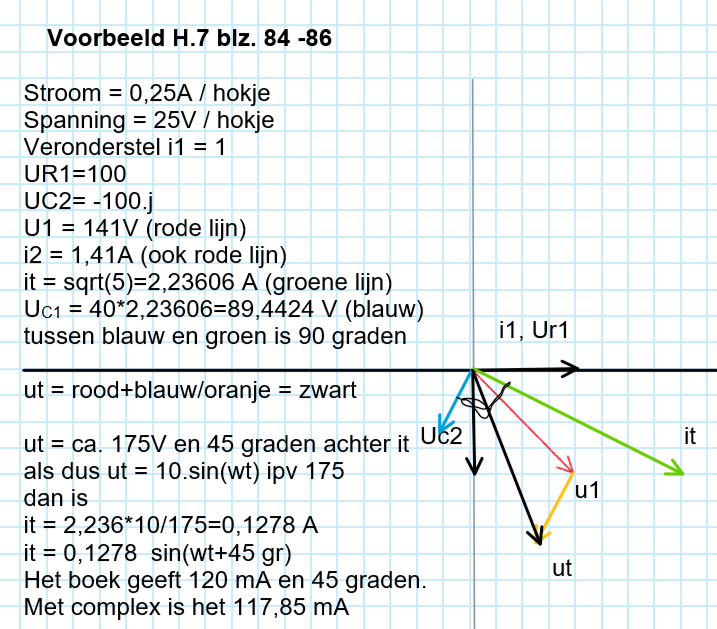 Voorbeeld H.7 blz. 84 -86
Stroom = 0,25A / hokje
Spanning = 25V / hokje
Veronderstel i1 = 1
UR1=100
UC2= -100.j
U1 = 141V (rode lijn)
i2 = 1,41A (ook rode lijn)
it = sqrt(5)=2,23606 A (groene lijn)
UC1 = 40*2,23606=89,4424 V (blauw)
tussen blauw en groen is 90 graden
i1, Ur1
ut = rood+blauw/oranje = zwart
ut = ca. 175V en 45 graden achter it
Uc2
it
als dus ut = 10.sin(wt) ipv 175
u1
dan is
it = 2,236*10/175=0,1278 A
it = 0,1278  sin(wt+45 gr)
ut
Het boek geeft 120 mA en 45 graden.
Met complex is het 117,85 mA